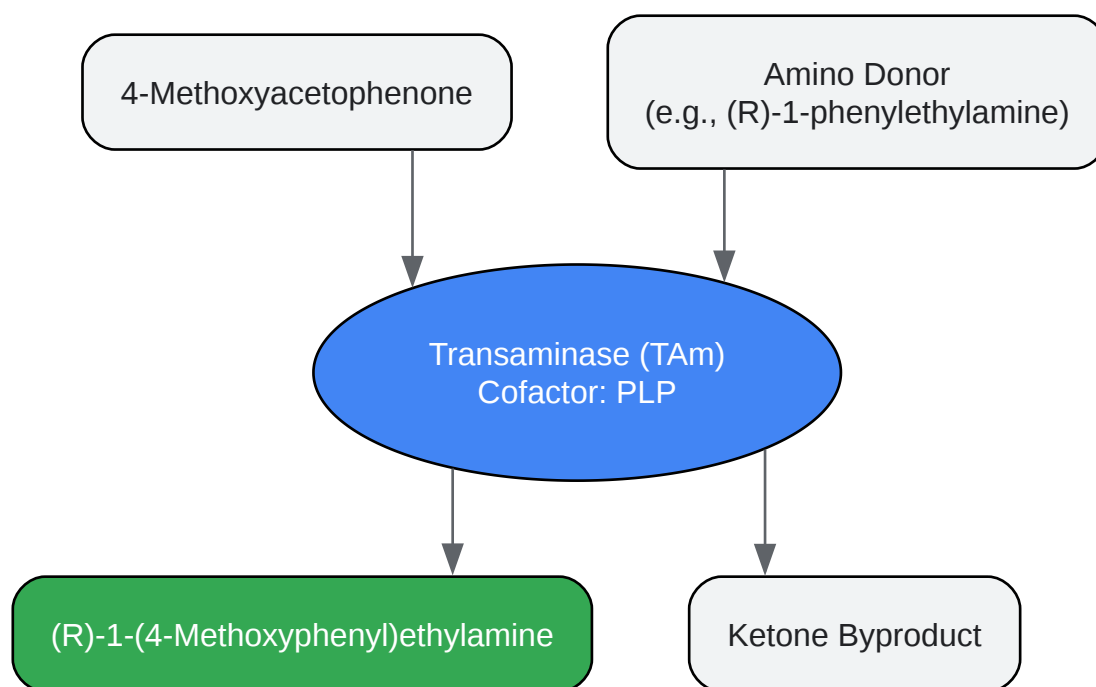 4-Methoxyacetophenone
Amino Donor
(e.g., (R)-1-phenylethylamine)
Transaminase (TAm)
Cofactor: PLP
(R)-1-(4-Methoxyphenyl)ethylamine
Ketone Byproduct